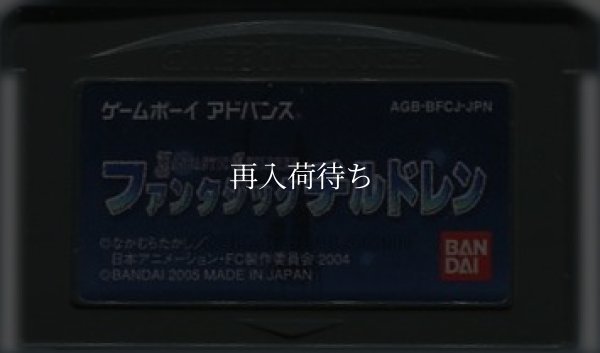 ゲームボーイ アドバンス
AGB-BFCJ-JPN
再入荷待ち
ファンタジックチルドレン
©なかむらたかし/
日本アニメーション・FC製作委員会 2004
©BANDAI 2005 MADE IN JAPAN
BAN
DAI